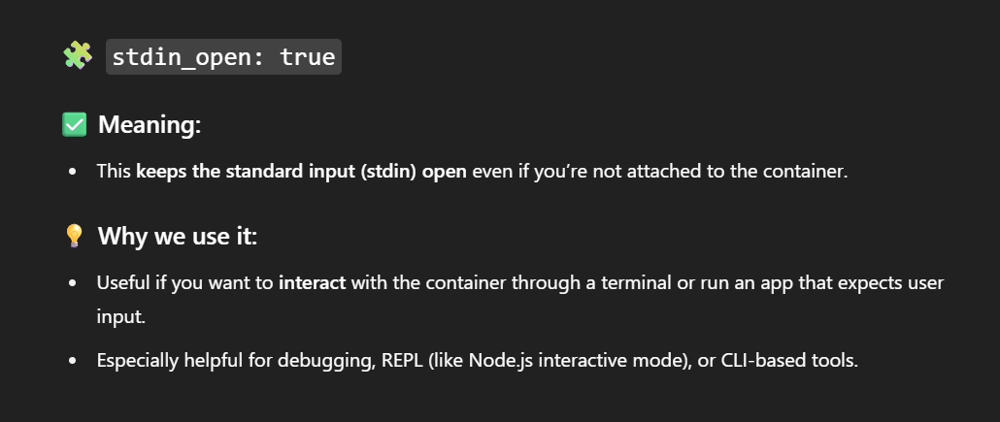 🧩 stdin_open: true
✅ Meaning:
• This keeps the standard input (stdin) open even if you’re not attached to the container.
💡 Why we use it:
• Useful if you want to interact with the container through a terminal or run an app that expects user
input.
• Especially helpful for debugging, REPL (like Node.js interactive mode), or CLI-based tools.